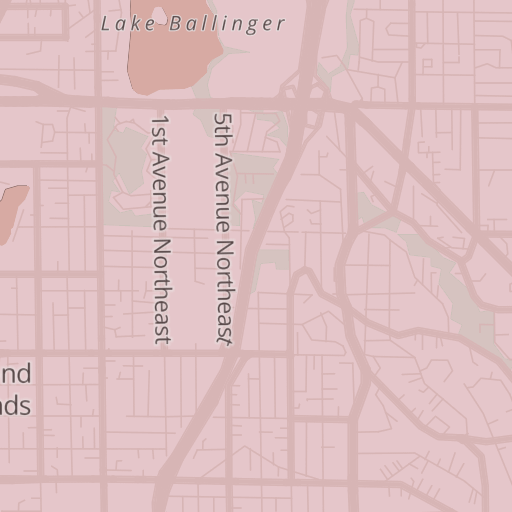 Lake Ballinger
1st Avenue Northeast
5th Avenue Northeast
nd
nds